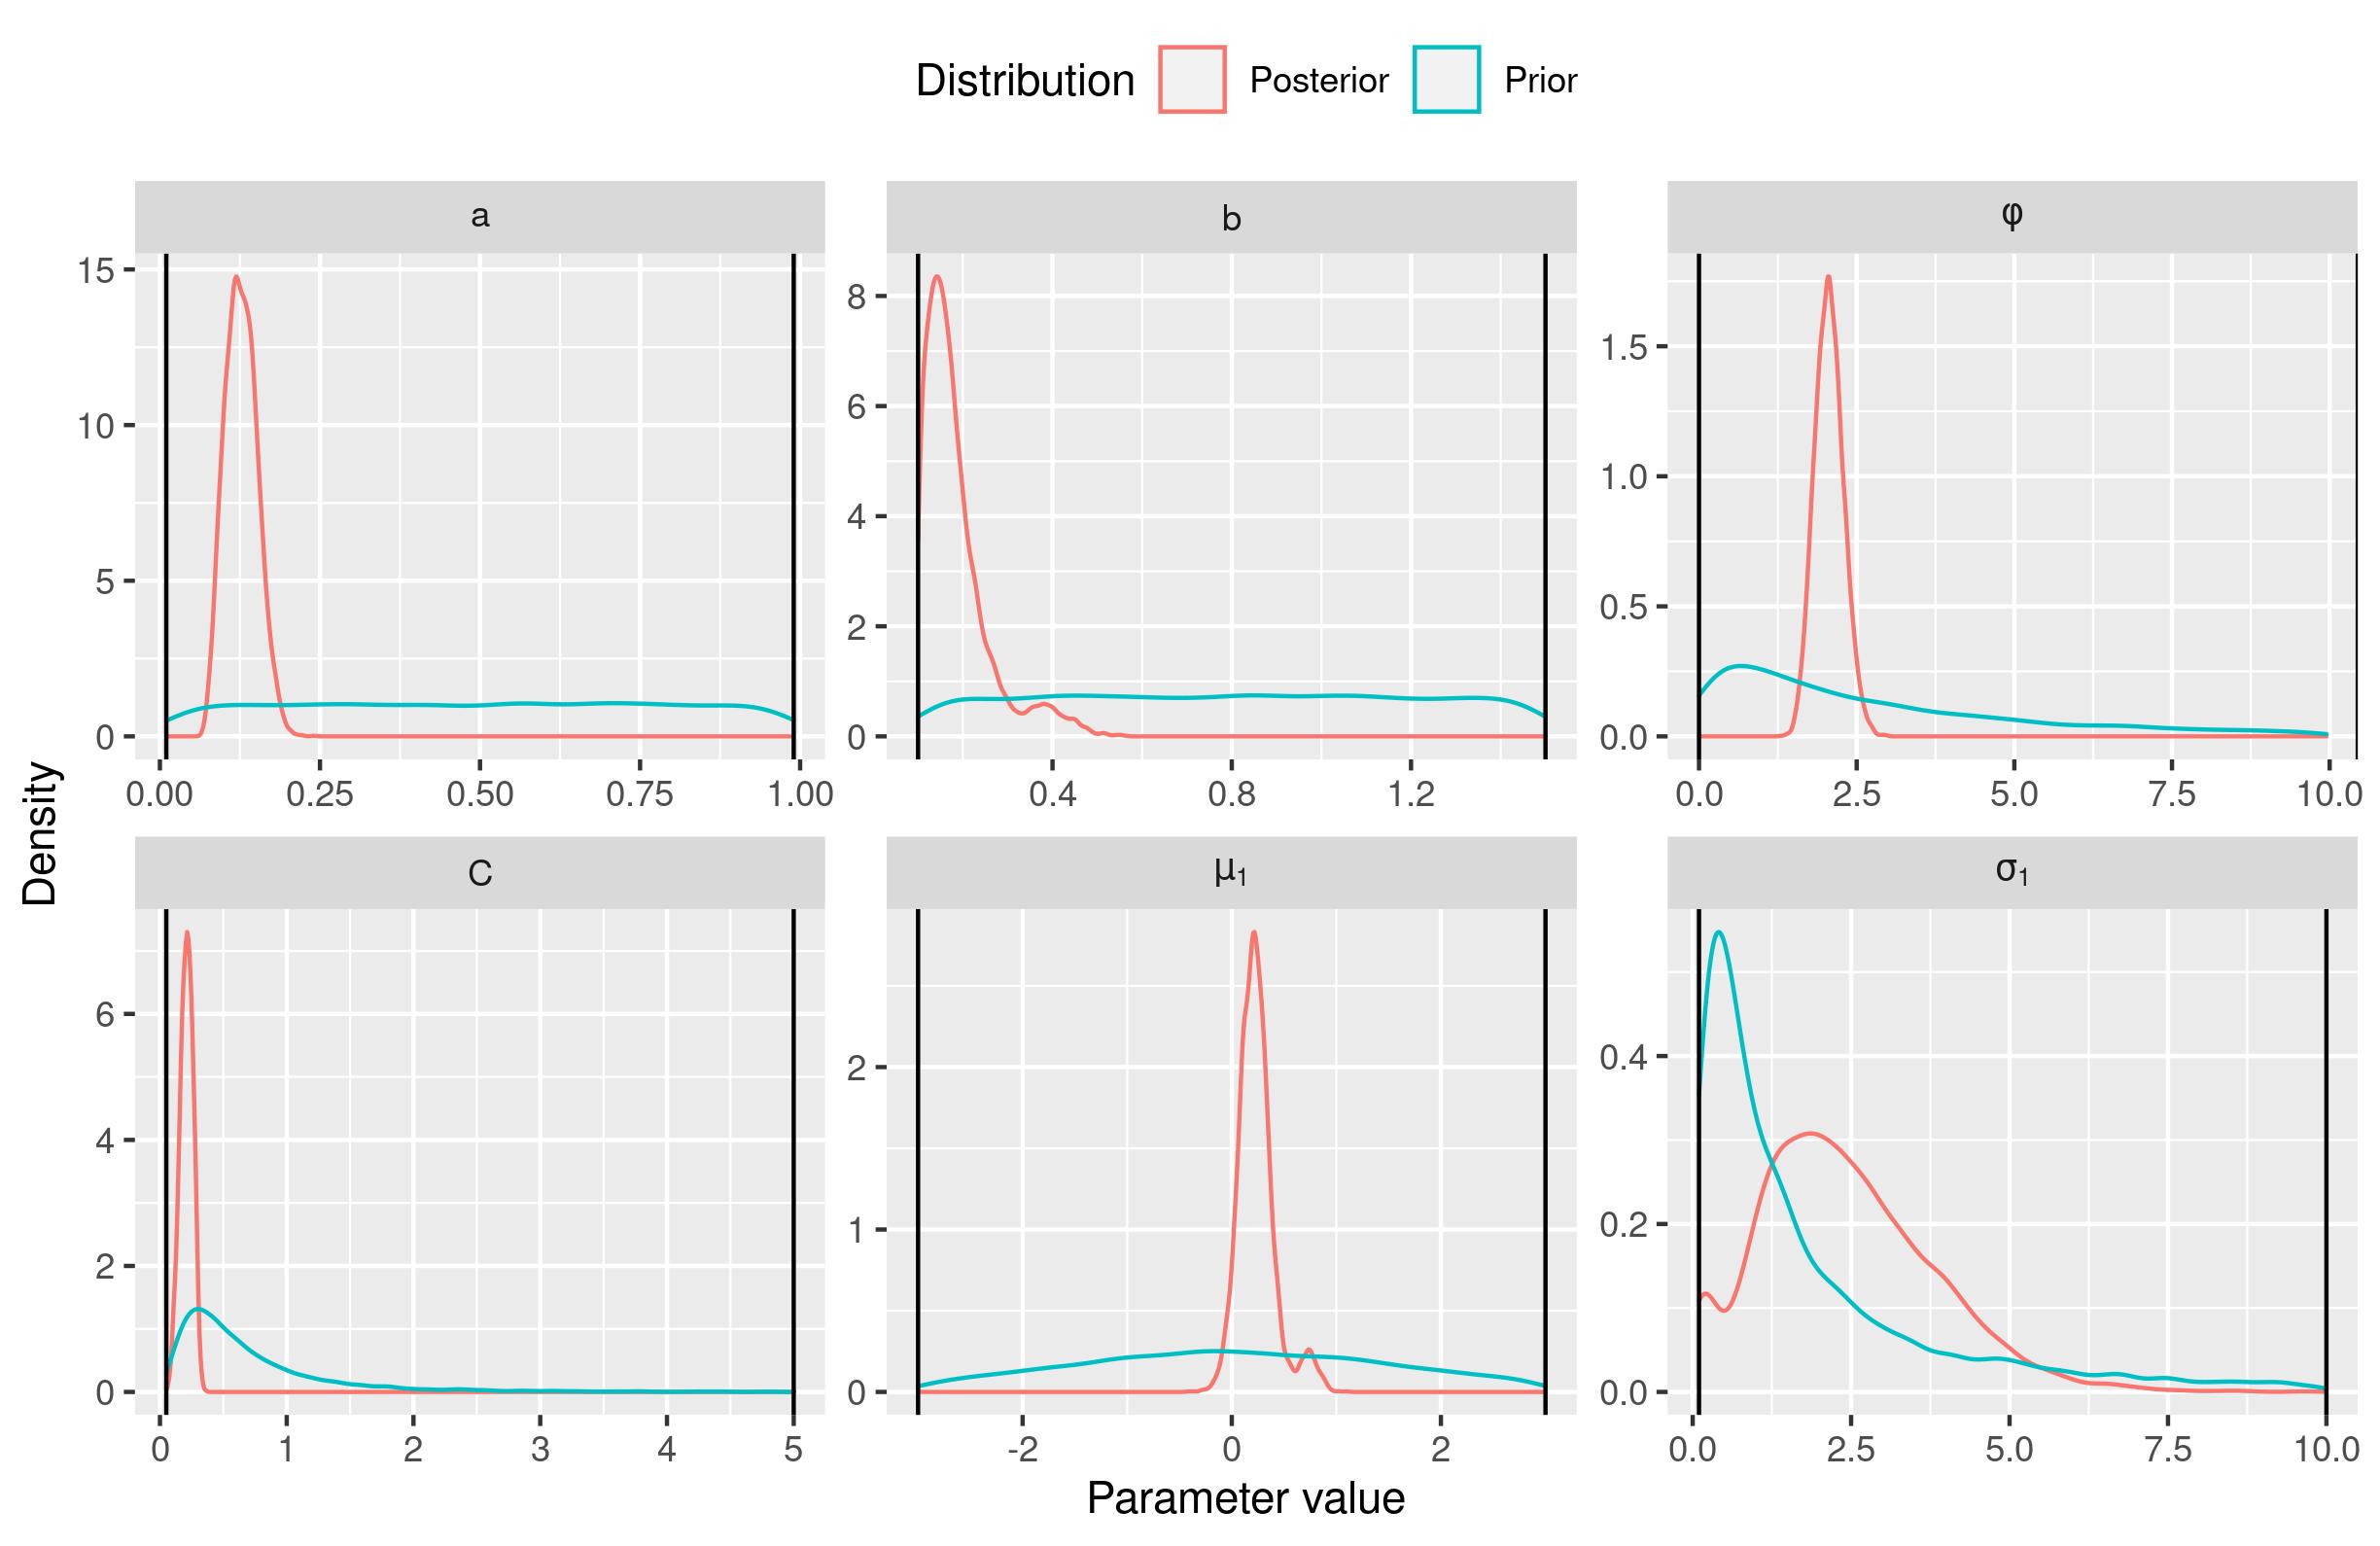 Distribution Posterior Prior
a b φ
15 10 5 0
8 6 4 2 0
1.5 1.0 0.5 0.0
0.00 0.25 0.50 0.75 1.00
0.4 0.8 1.2
0.0 2.5 5.0 7.5 10.0
Density
C μ₁ σ₁
6 4 2 0
2 1 0
0.4 0.2 0.0
0 1 2 3 4 5
-2 0 2
0.0 2.5 5.0 7.5 10.0
Parameter value